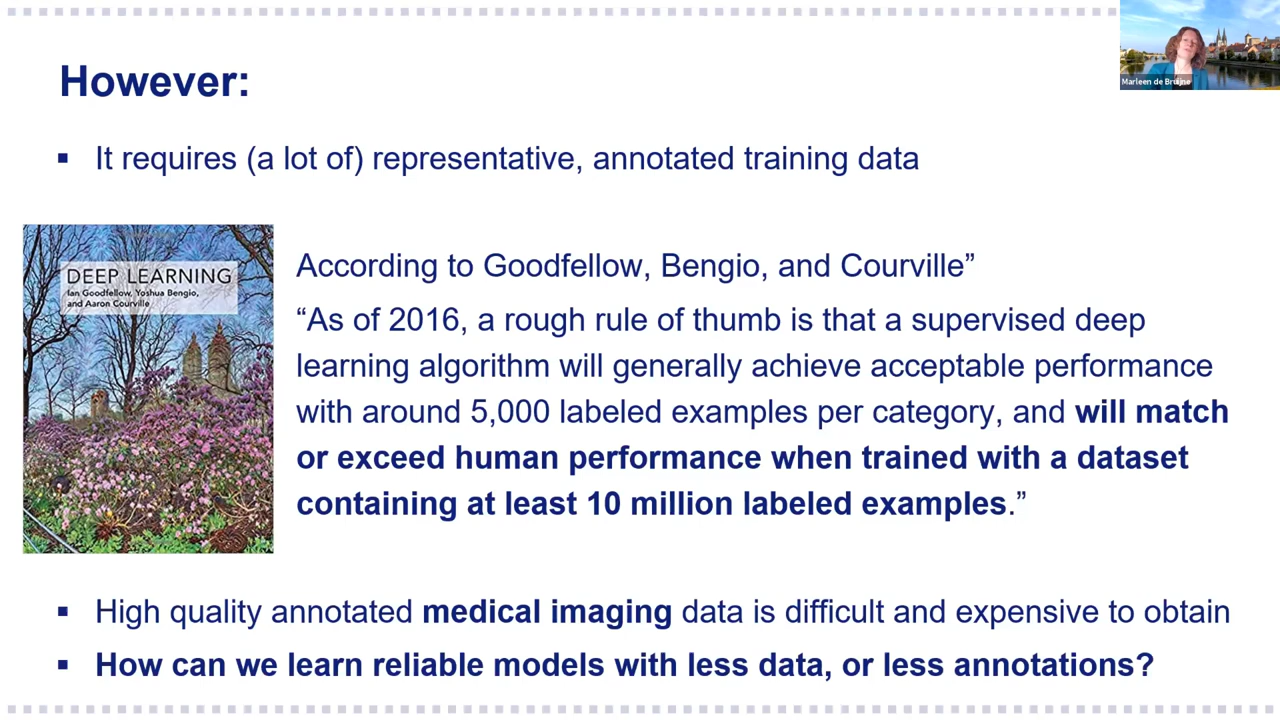 However:
Marleen de Bruijne
▪ It requires (a lot of) representative, annotated training data
DEEP LEARNING
Ian Goodfellow, Yoshua Bengio,
and Aaron Courville
According to Goodfellow, Bengio, and Courville”
“As of 2016, a rough rule of thumb is that a supervised deep
learning algorithm will generally achieve acceptable performance
with around 5,000 labeled examples per category, and will match
or exceed human performance when trained with a dataset
containing at least 10 million labeled examples.”
▪ High quality annotated medical imaging data is difficult and expensive to obtain
▪ How can we learn reliable models with less data, or less annotations?